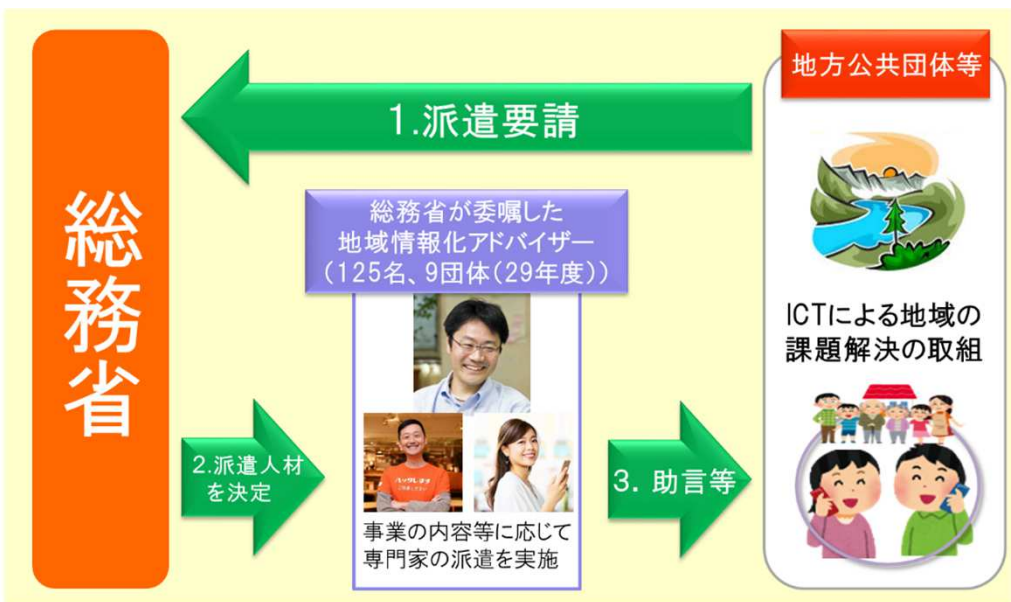 総務省
1.派遣要請
地方公共団体等
総務省が委嘱した
地域情報化アドバイザー
(125名、9団体(29年度))
ICTによる地域の
課題解決の取組
2.派遣人材
を決定
3. 助言等
事業の内容等に応じて
専門家の派遣を実施